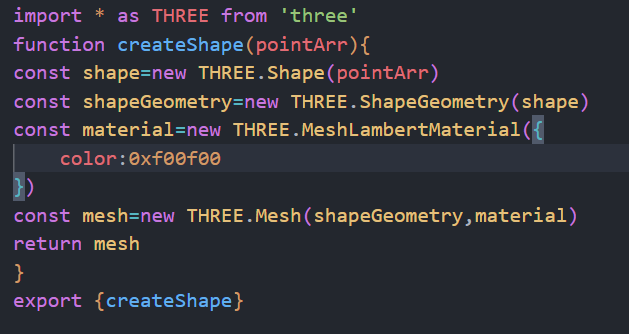 import * as THREE from 'three'
function createShape(pointArr){
const shape=new THREE.Shape(pointArr)
const shapeGeometry=new THREE.ShapeGeometry(shape)
const material=new THREE.MeshLambertMaterial({
    color:0xf00f00
})
const mesh=new THREE.Mesh(shapeGeometry,material)
return mesh
}
export {createShape}